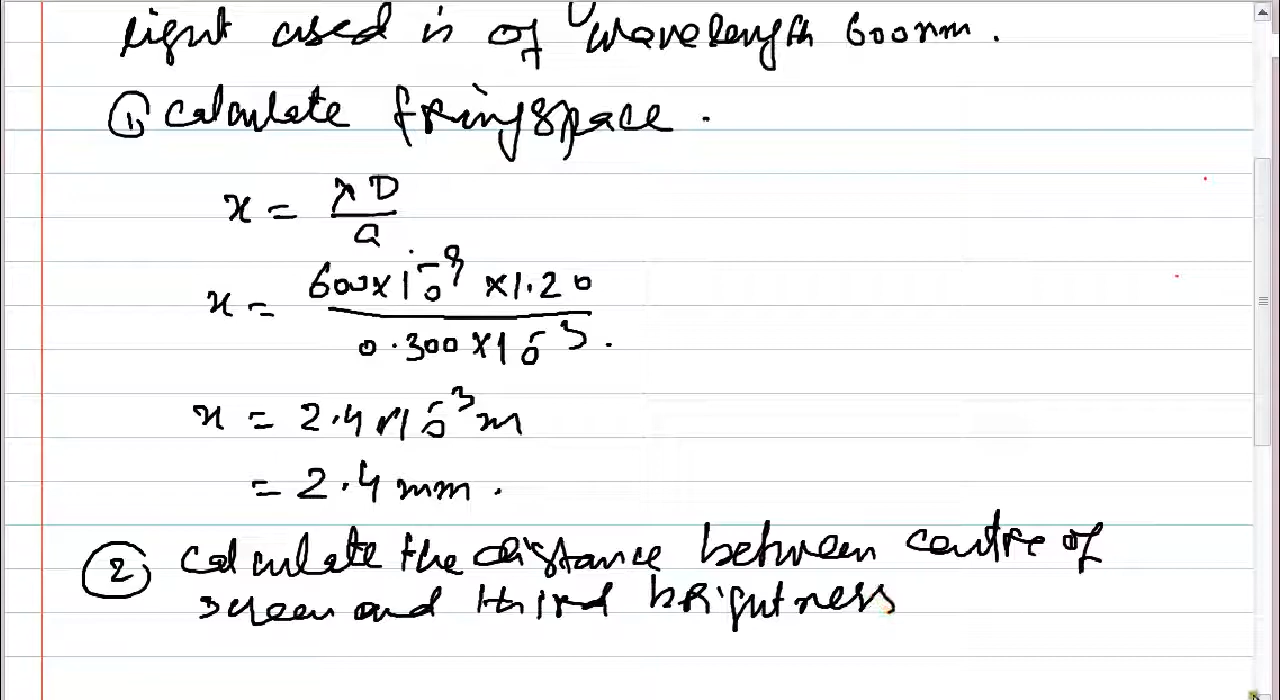 light used is of wavelength 600nm.
① calculate fringspace.
x = λD/a
x = 600×10⁻⁹ ×1.20 / 0.300×10⁻³.
x = 2.4×10⁻³m
= 2.4 mm.
② calculate the distance between centre of
screen and third brightness